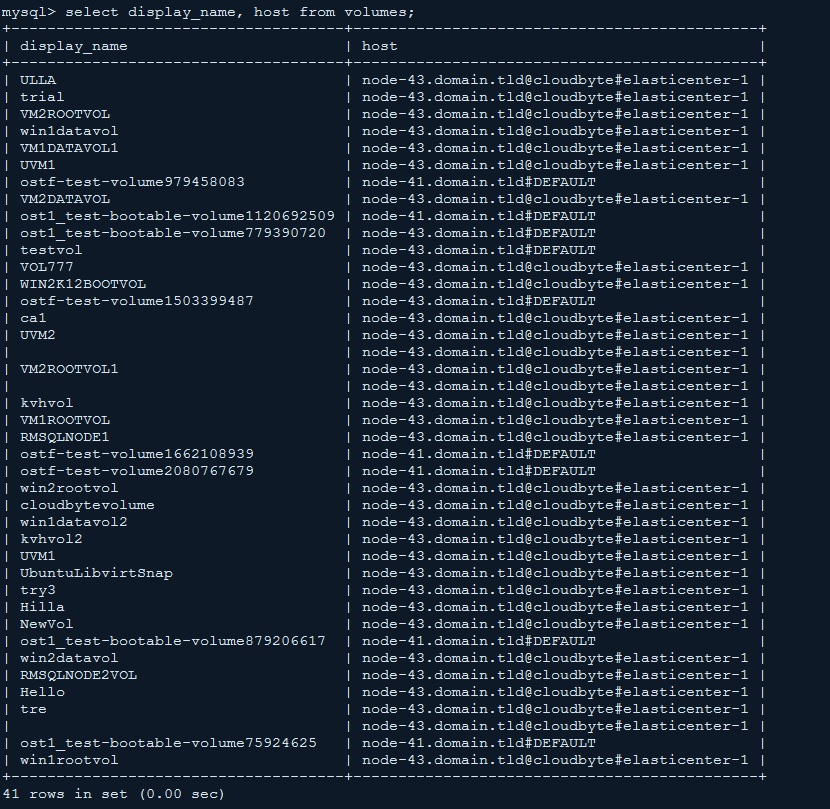 mysql> select display_name, host from volumes;
+------------------------------------+-------------------------------------------+
| display_name                       | host                                      |
+------------------------------------+-------------------------------------------+
| ULLA                               | node-43.domain.tld@cloudbyte#elasticenter-1 |
| trial                              | node-43.domain.tld@cloudbyte#elasticenter-1 |
| VM2ROOTVOL                         | node-43.domain.tld@cloudbyte#elasticenter-1 |
| win1datavol                        | node-43.domain.tld@cloudbyte#elasticenter-1 |
| VM1DATAVOL1                        | node-43.domain.tld@cloudbyte#elasticenter-1 |
| UVM1                               | node-43.domain.tld@cloudbyte#elasticenter-1 |
| ostf-test-volume979458083          | node-41.domain.tld#DEFAULT                  |
| VM2DATAVOL                         | node-43.domain.tld@cloudbyte#elasticenter-1 |
| ost1_test-bootable-volume1120692509 | node-41.domain.tld#DEFAULT                  |
| ost1_test-bootable-volume779390720 | node-43.domain.tld#DEFAULT                  |
| testvol                            | node-43.domain.tld#DEFAULT                  |
| VOL777                             | node-43.domain.tld@cloudbyte#elasticenter-1 |
| WIN2K12BOOTVOL                     | node-43.domain.tld@cloudbyte#elasticenter-1 |
| ostf-test-volume1503399487         | node-43.domain.tld#DEFAULT                  |
| ca1                                | node-43.domain.tld@cloudbyte#elasticenter-1 |
| UVM2                               | node-43.domain.tld@cloudbyte#elasticenter-1 |
|                                    | node-43.domain.tld@cloudbyte#elasticenter-1 |
| VM2ROOTVOL1                        | node-43.domain.tld@cloudbyte#elasticenter-1 |
|                                    | node-43.domain.tld@cloudbyte#elasticenter-1 |
| kvhvol                             | node-43.domain.tld@cloudbyte#elasticenter-1 |
| VM1ROOTVOL                         | node-43.domain.tld@cloudbyte#elasticenter-1 |
| RMSQLNODE1                         | node-43.domain.tld@cloudbyte#elasticenter-1 |
| ostf-test-volume1662108939         | node-41.domain.tld#DEFAULT                  |
| ostf-test-volume2080767679         | node-41.domain.tld#DEFAULT                  |
| win2rootvol                        | node-43.domain.tld@cloudbyte#elasticenter-1 |
| cloudbytevolume                    | node-43.domain.tld@cloudbyte#elasticenter-1 |
| win1datavol2                       | node-43.domain.tld@cloudbyte#elasticenter-1 |
| kvhvol2                            | node-43.domain.tld@cloudbyte#elasticenter-1 |
| UVM1                               | node-43.domain.tld@cloudbyte#elasticenter-1 |
| UbuntuLibvirtSnap                  | node-43.domain.tld@cloudbyte#elasticenter-1 |
| try3                               | node-43.domain.tld@cloudbyte#elasticenter-1 |
| Hilla                              | node-43.domain.tld@cloudbyte#elasticenter-1 |
| NewVol                             | node-43.domain.tld@cloudbyte#elasticenter-1 |
| ost1_test-bootable-volume879206617 | node-41.domain.tld#DEFAULT                  |
| win2datavol                        | node-43.domain.tld@cloudbyte#elasticenter-1 |
| RMSQLNODE2VOL                      | node-43.domain.tld@cloudbyte#elasticenter-1 |
| Hello                              | node-43.domain.tld@cloudbyte#elasticenter-1 |
| tre                                | node-43.domain.tld@cloudbyte#elasticenter-1 |
|                                    | node-43.domain.tld@cloudbyte#elasticenter-1 |
| ost1_test-bootable-volume75924625  | node-41.domain.tld#DEFAULT                  |
| win1rootvol                        | node-43.domain.tld@cloudbyte#elasticenter-1 |
+------------------------------------+-------------------------------------------+
41 rows in set (0.00 sec)